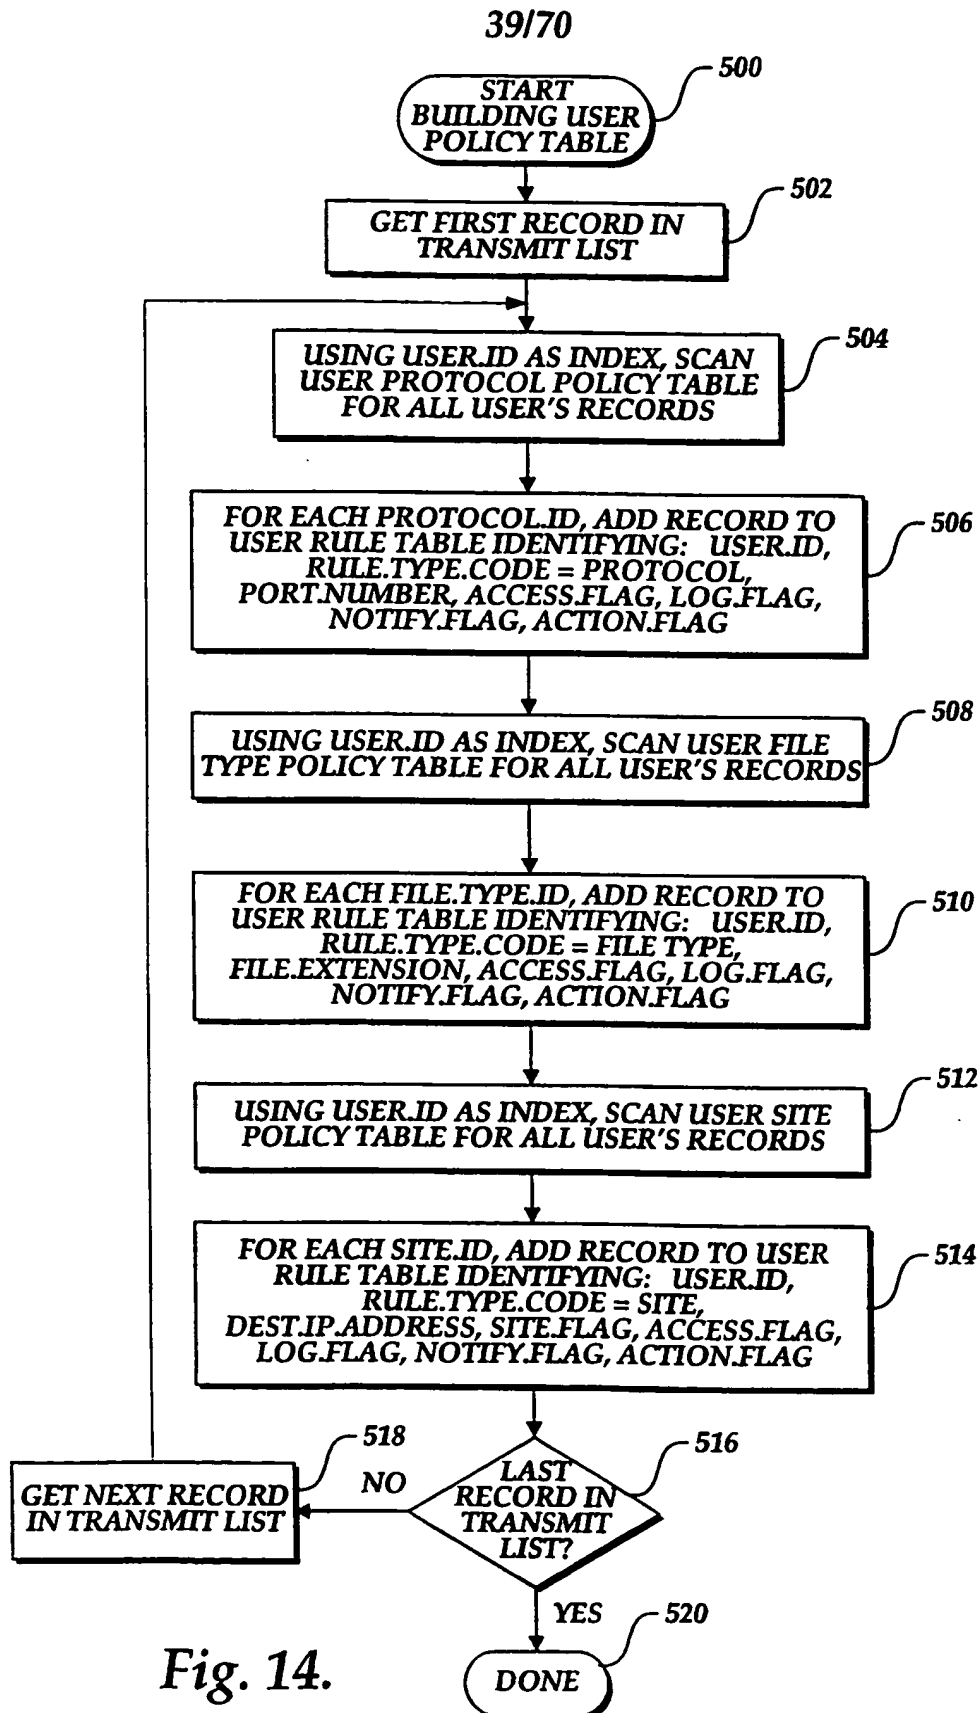 39/70
500
START
BUILDING USER
POLICY TABLE
502
GET FIRST RECORD IN
TRANSMIT LIST
504
USING USER.ID AS INDEX, SCAN
USER PROTOCOL POLICY TABLE
FOR ALL USER'S RECORDS
506
FOR EACH PROTOCOL.ID, ADD RECORD TO
USER RULE TABLE IDENTIFYING: USER.ID,
RULE.TYPE.CODE = PROTOCOL,
PORT.NUMBER, ACCESS.FLAG, LOG.FLAG,
NOTIFY.FLAG, ACTION.FLAG
508
USING USER.ID AS INDEX, SCAN USER FILE
TYPE POLICY TABLE FOR ALL USER'S RECORDS
510
FOR EACH FILE.TYPE.ID, ADD RECORD TO
USER RULE TABLE IDENTIFYING: USER.ID,
RULE.TYPE.CODE = FILE TYPE,
FILE.EXTENSION, ACCESS.FLAG, LOG.FLAG,
NOTIFY.FLAG, ACTION.FLAG
512
USING USER.ID AS INDEX, SCAN USER SITE
POLICY TABLE FOR ALL USER'S RECORDS
514
FOR EACH SITE.ID, ADD RECORD TO USER
RULE TABLE IDENTIFYING: USER.ID,
RULE.TYPE.CODE = SITE,
DEST.IP.ADDRESS, SITE.FLAG, ACCESS.FLAG,
LOG.FLAG, NOTIFY.FLAG, ACTION.FLAG
516
LAST
RECORD IN
TRANSMIT
LIST?
NO
518
GET NEXT RECORD
IN TRANSMIT LIST
YES
520
DONE
Fig. 14.